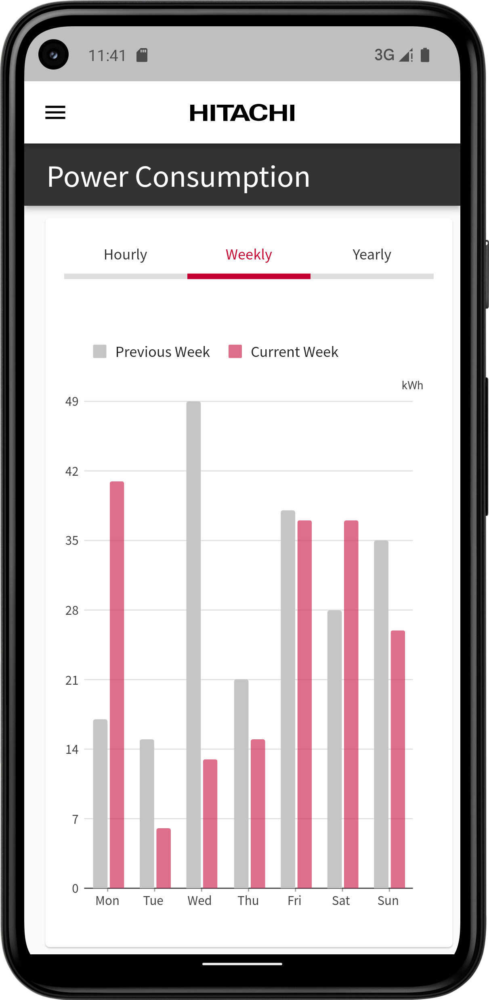 11:41 3G
HITACHI
Power Consumption
Hourly Weekly Yearly
Previous Week Current Week
kWh
49
42
35
28
21
14
7
0
Mon Tue Wed Thu Fri Sat Sun